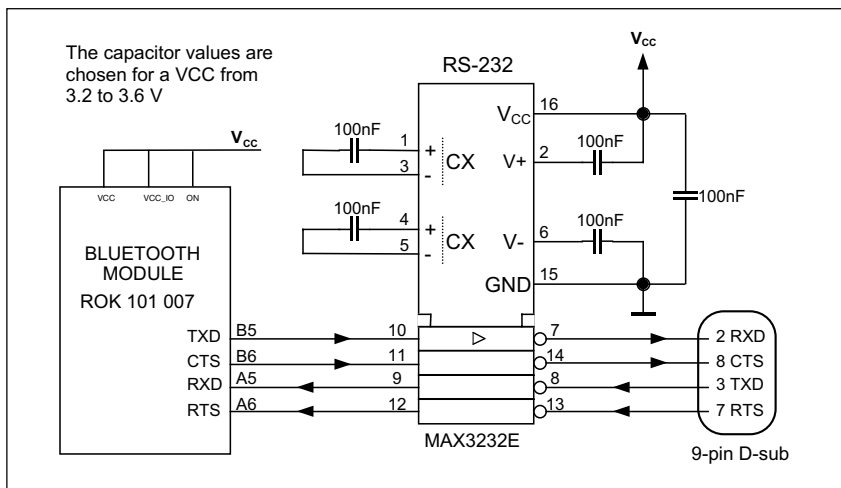 The capacitor values are
chosen for a VCC from
3.2 to 3.6 V
Vcc
VCC VCC_IO ON
BLUETOOTH
MODULE
ROK 101 007
TXD B5
CTS B6
RXD A5
RTS A6
RS-232
100nF 1 + CX
3 -
100nF 4 + CX
5 -
VCC 16
V+ 2 100nF
V- 6 100nF
GND 15
Vcc
100nF
10 7
11 14
9 8
12 13
MAX3232E
2 RXD
8 CTS
3 TXD
7 RTS
9-pin D-sub